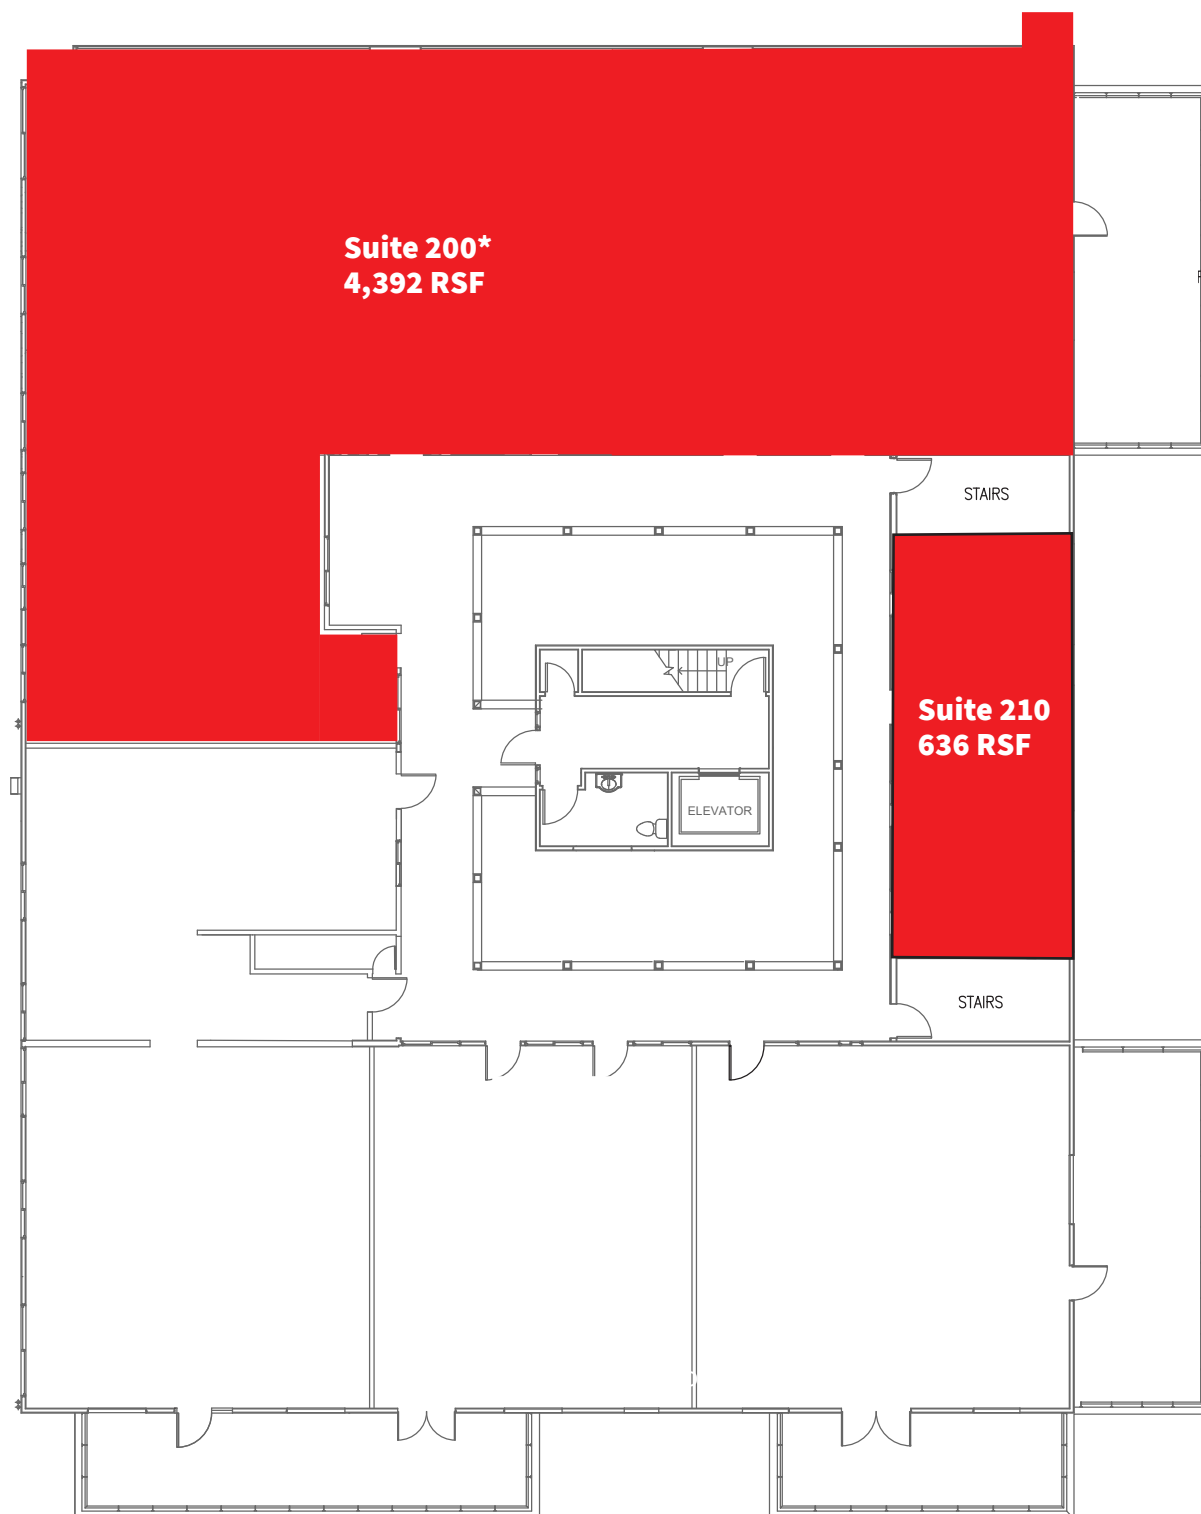 Suite 200*
4,392 RSF
STAIRS
UP
Suite 210
636 RSF
ELEVATOR
STAIRS